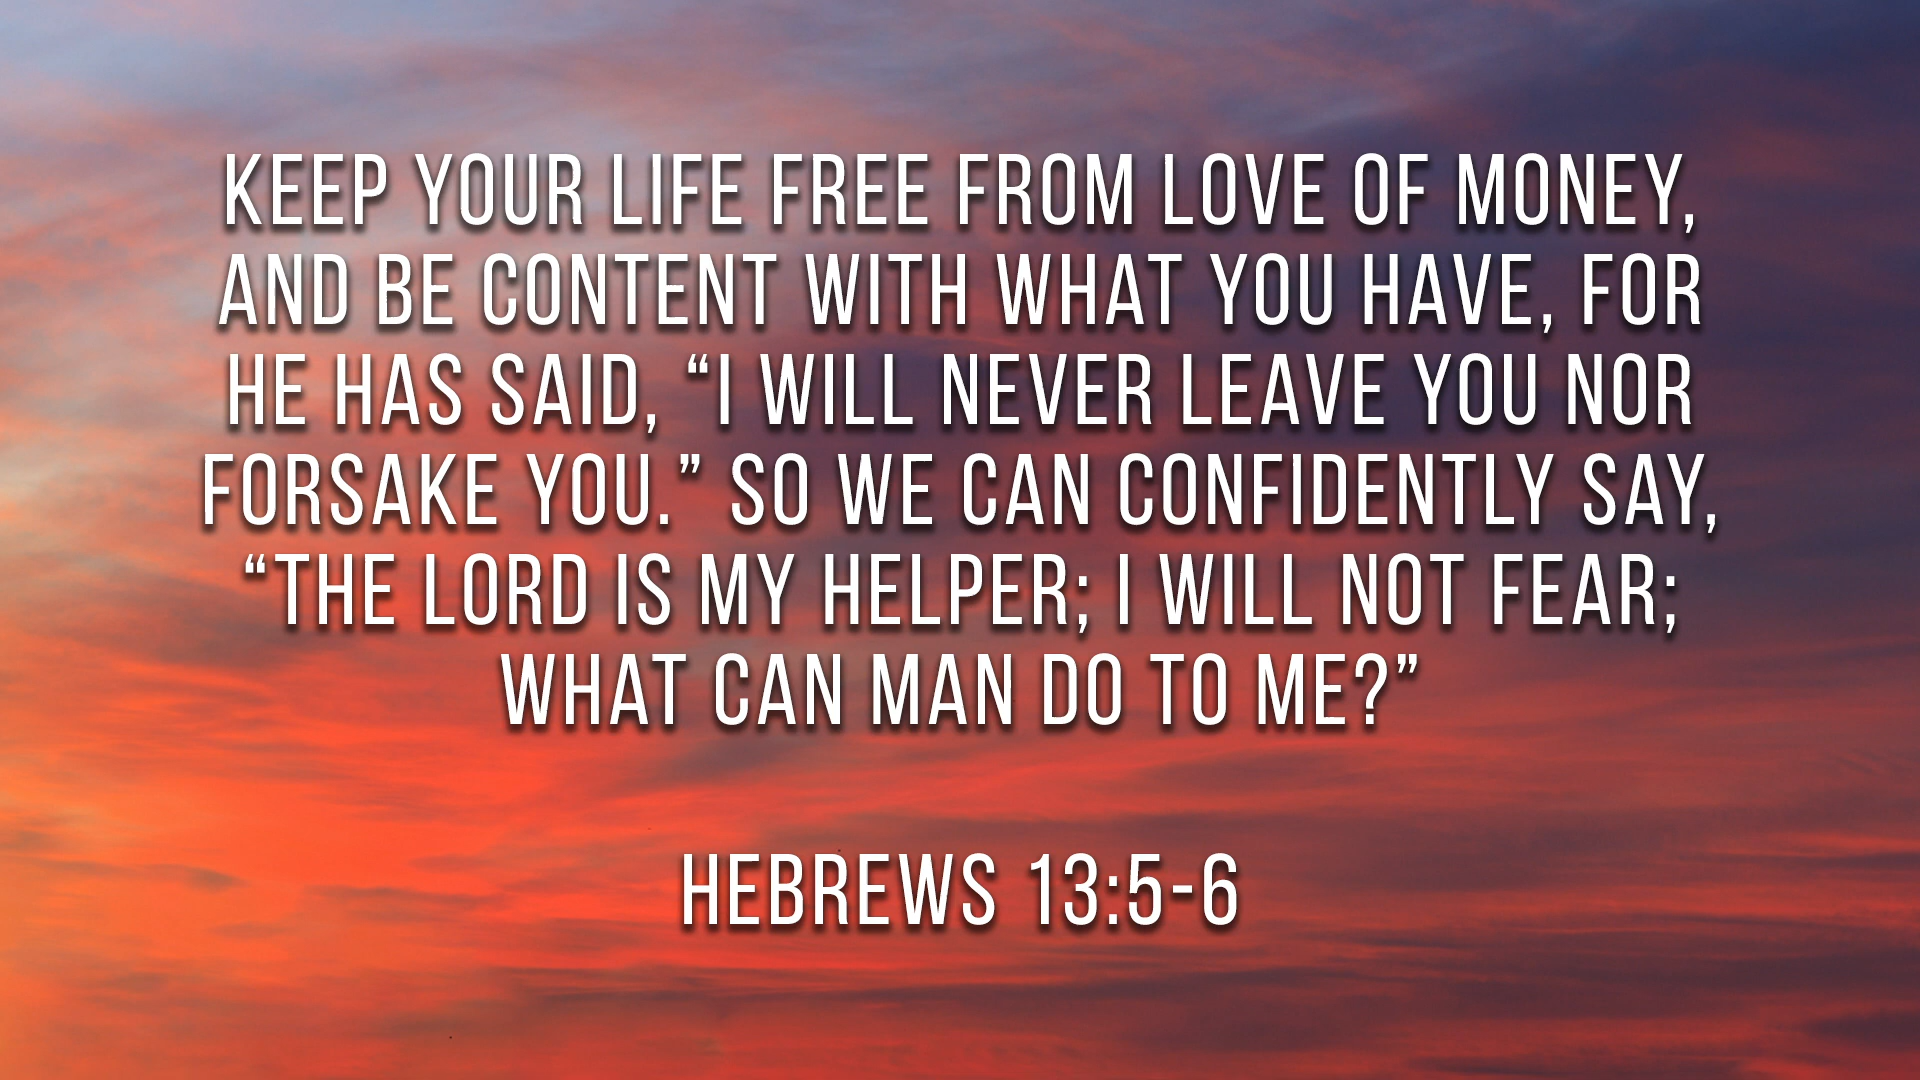 KEEP YOUR LIFE FREE FROM LOVE OF MONEY,
AND BE CONTENT WITH WHAT YOU HAVE, FOR
HE HAS SAID, “I WILL NEVER LEAVE YOU NOR
FORSAKE YOU.” SO WE CAN CONFIDENTLY SAY,
“THE LORD IS MY HELPER; I WILL NOT FEAR;
WHAT CAN MAN DO TO ME?”
HEBREWS 13:5-6